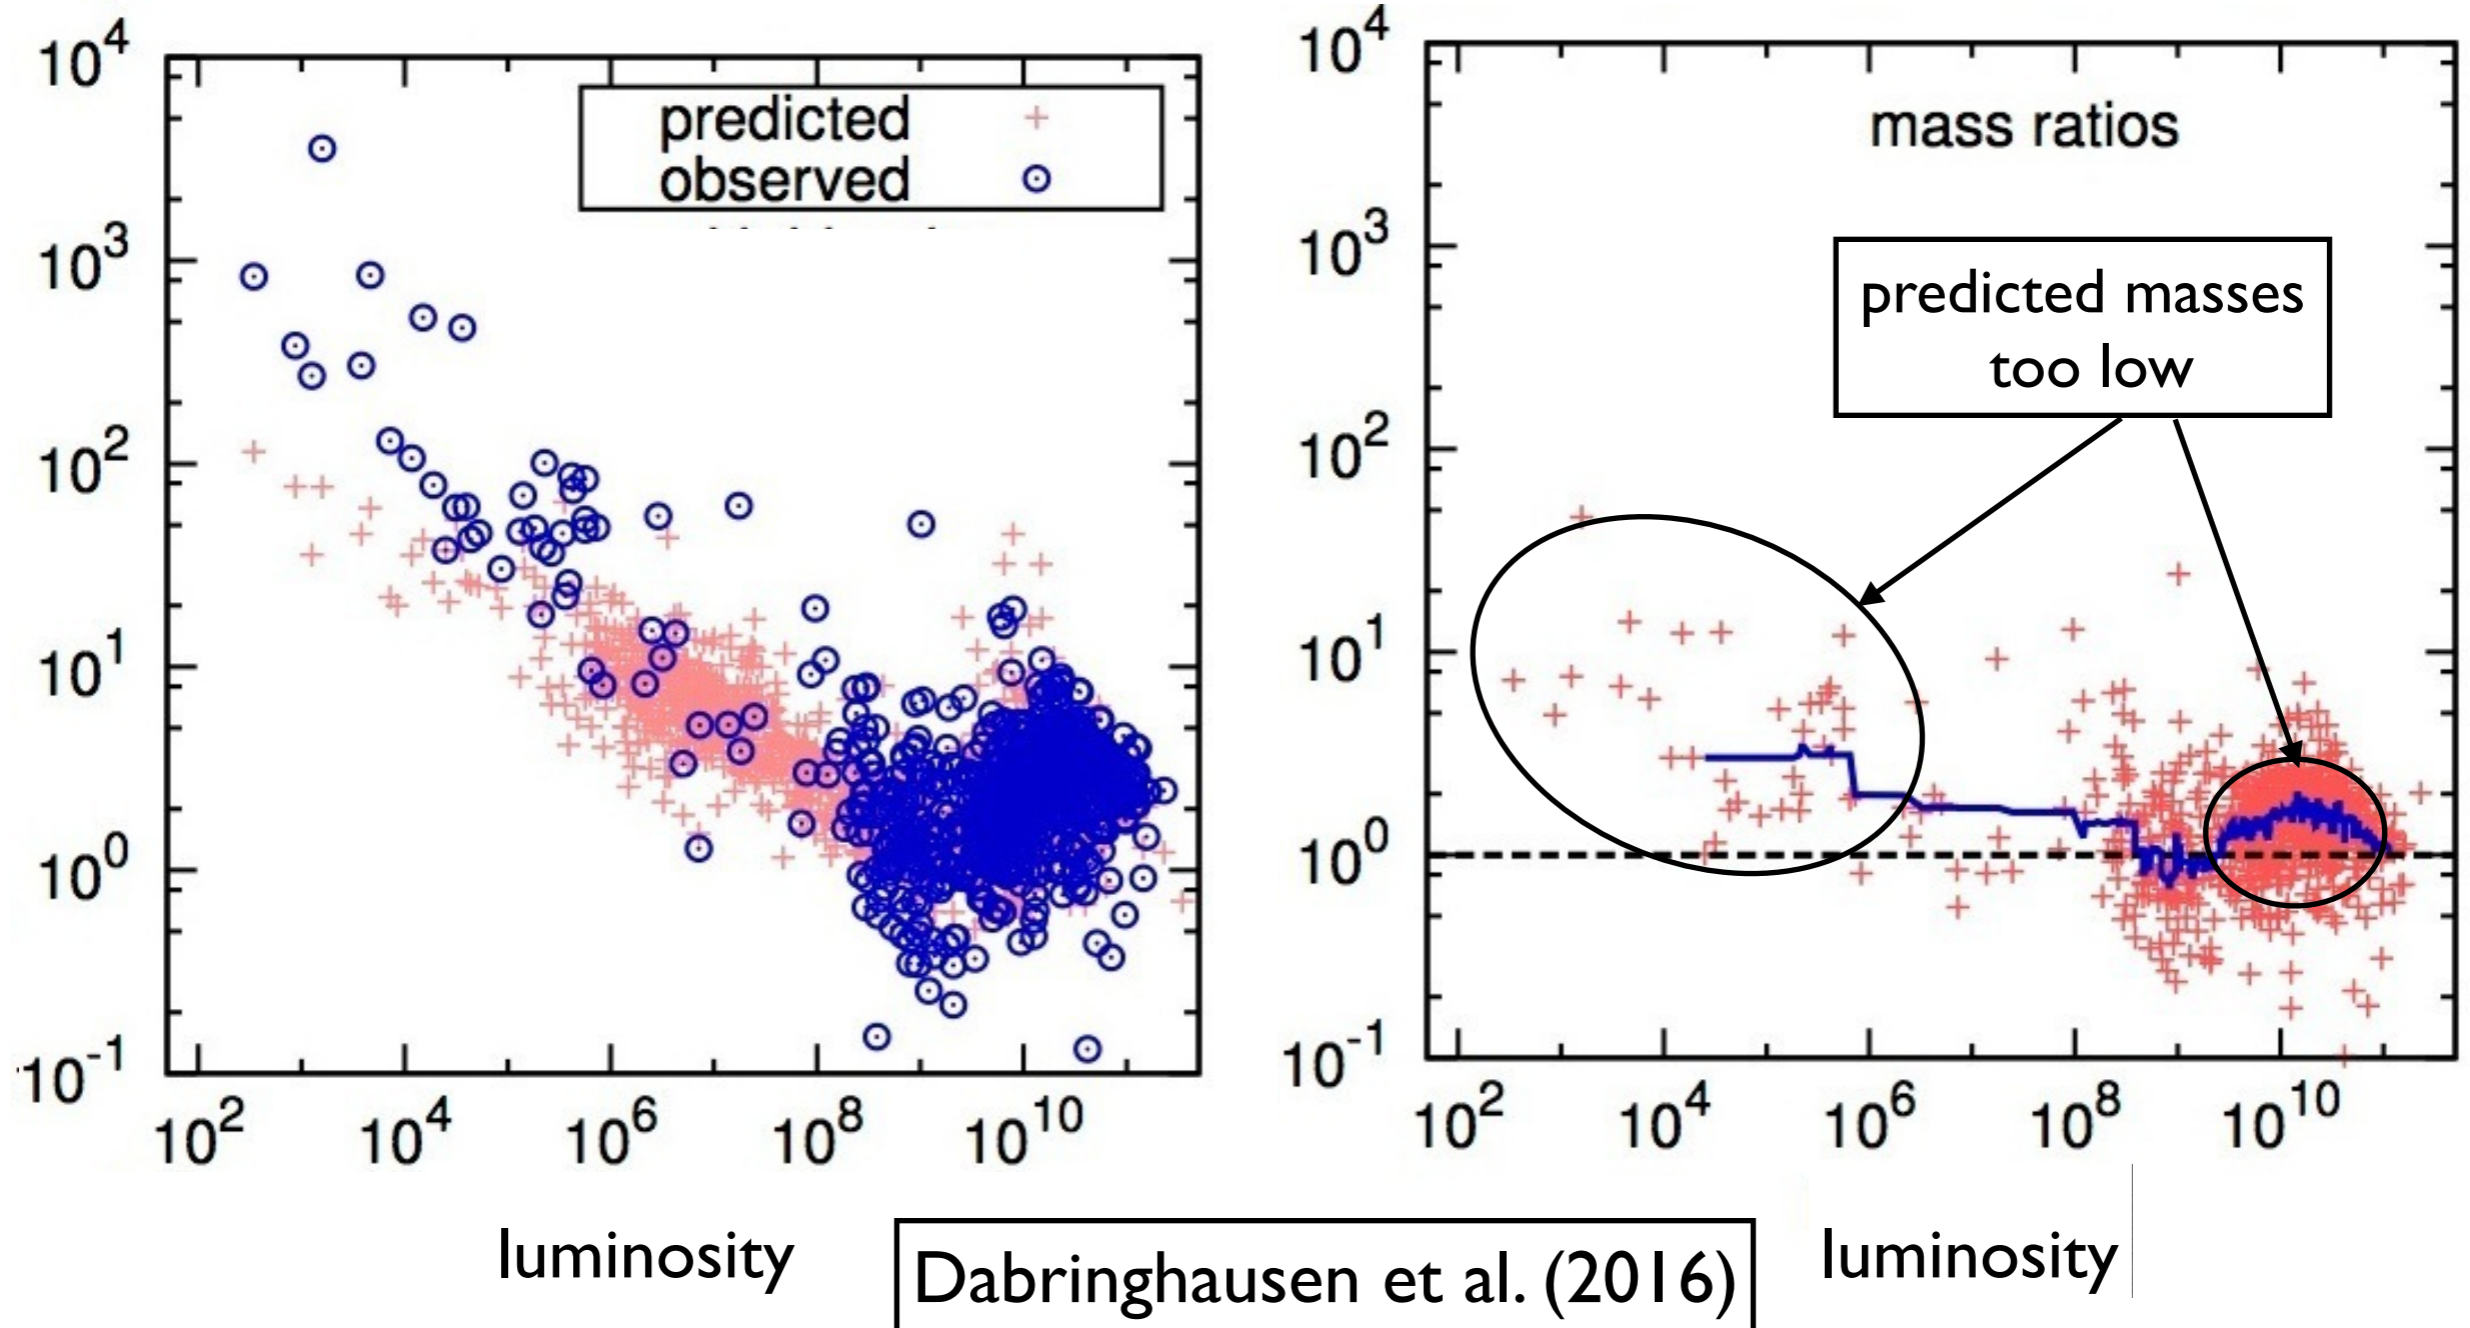 10^4
10^3
10^2
10^1
10^0
10^-1
10^2 10^4 10^6 10^8 10^10
predicted
observed
luminosity
10^4
10^3
10^2
10^1
10^0
10^-1
10^2 10^4 10^6 10^8 10^10
mass ratios
predicted masses
too low
luminosity
Dabringhausen et al. (2016)